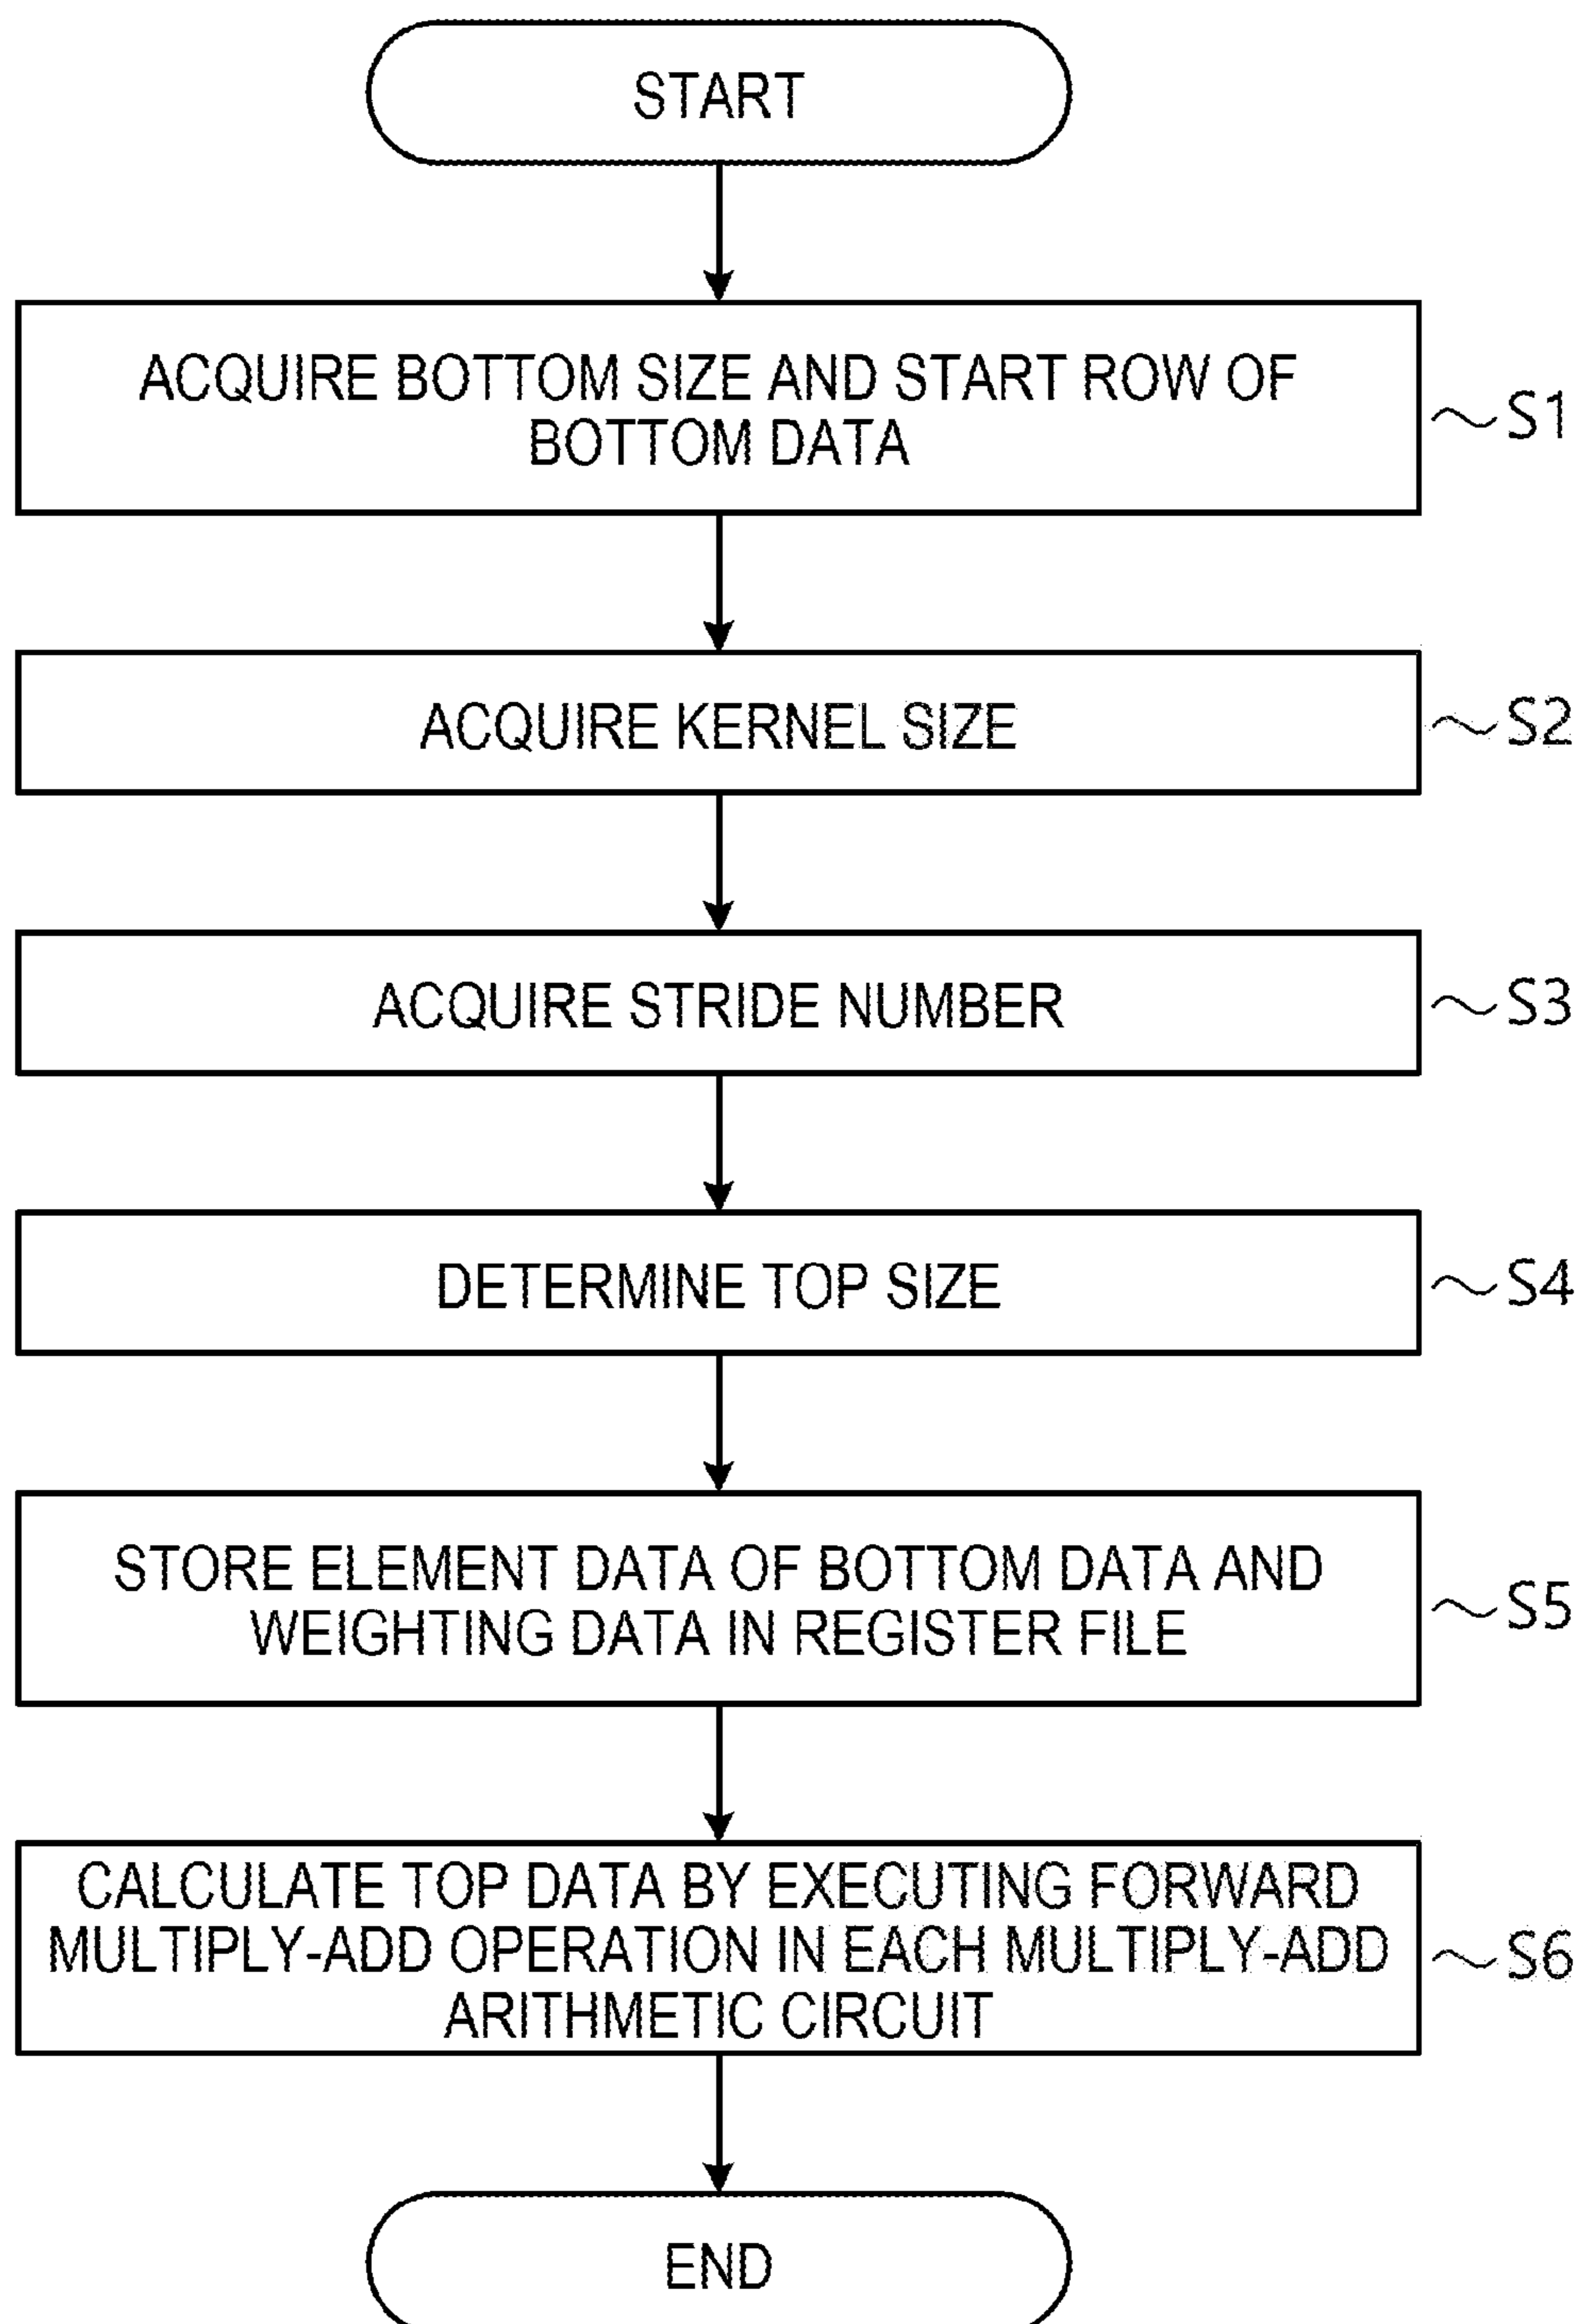 START
ACQUIRE BOTTOM SIZE AND START ROW OF
BOTTOM DATA
S1
ACQUIRE KERNEL SIZE
S2
ACQUIRE STRIDE NUMBER
S3
DETERMINE TOP SIZE
S4
STORE ELEMENT DATA OF BOTTOM DATA AND
WEIGHTING DATA IN REGISTER FILE
S5
CALCULATE TOP DATA BY EXECUTING FORWARD
MULTIPLY-ADD OPERATION IN EACH MULTIPLY-ADD
ARITHMETIC CIRCUIT
S6
END